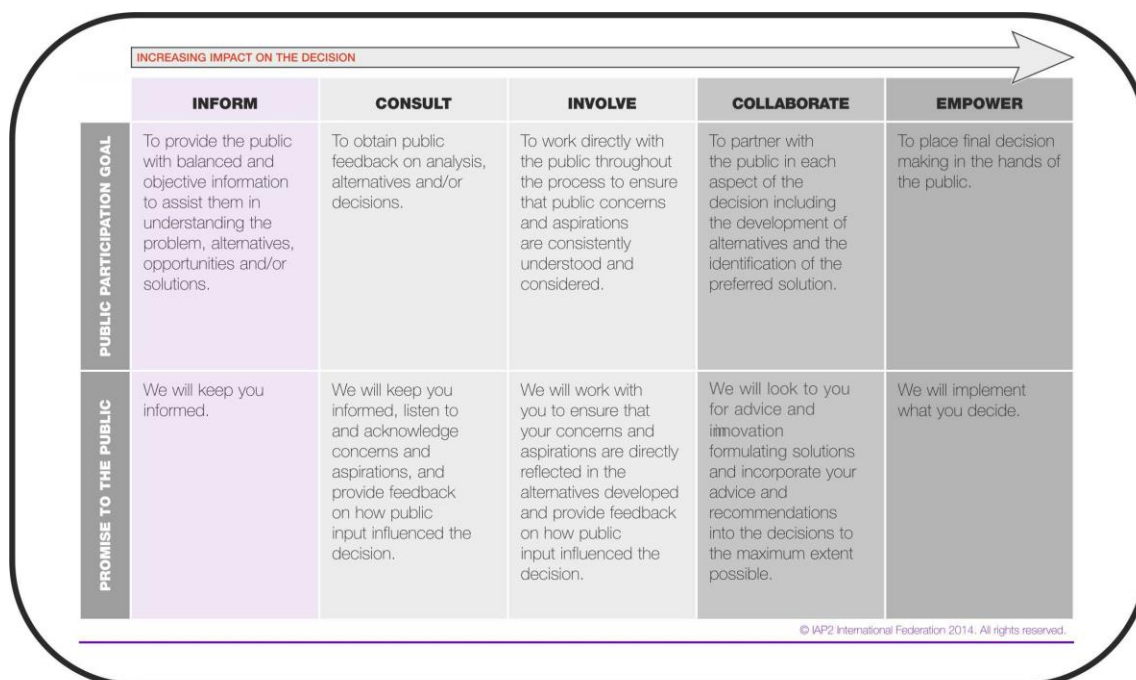 INCREASING IMPACT ON THE DECISION
INFORM
CONSULT
INVOLVE
COLLABORATE
EMPOWER
PUBLIC PARTICIPATION GOAL
To provide the public
with balanced and
objective information
to assist them in
understanding the
problem, alternatives,
opportunities and/or
solutions.
To obtain public
feedback on analysis,
alternatives and/or
decisions.
To work directly with
the public throughout
the process to ensure
that public concerns
and aspirations
are consistently
understood and
considered.
To partner with
the public in each
aspect of the
decision including
the development of
alternatives and the
identification of the
preferred solution.
To place final decision
making in the hands of
the public.
PROMISE TO THE PUBLIC
We will keep you
informed.
We will keep you
informed, listen to
and acknowledge
concerns and
aspirations, and
provide feedback
on how public
input influenced the
decision.
We will work with
you to ensure that
your concerns and
aspirations are directly
reflected in the
alternatives developed
and provide feedback
on how public
input influenced the
decision.
We will look to you
for advice and
innovation
formulating solutions
and incorporate your
advice and
recommendations
into the decisions to
the maximum extent
possible.
We will implement
what you decide.
© IAP2 International Federation 2014. All rights reserved.